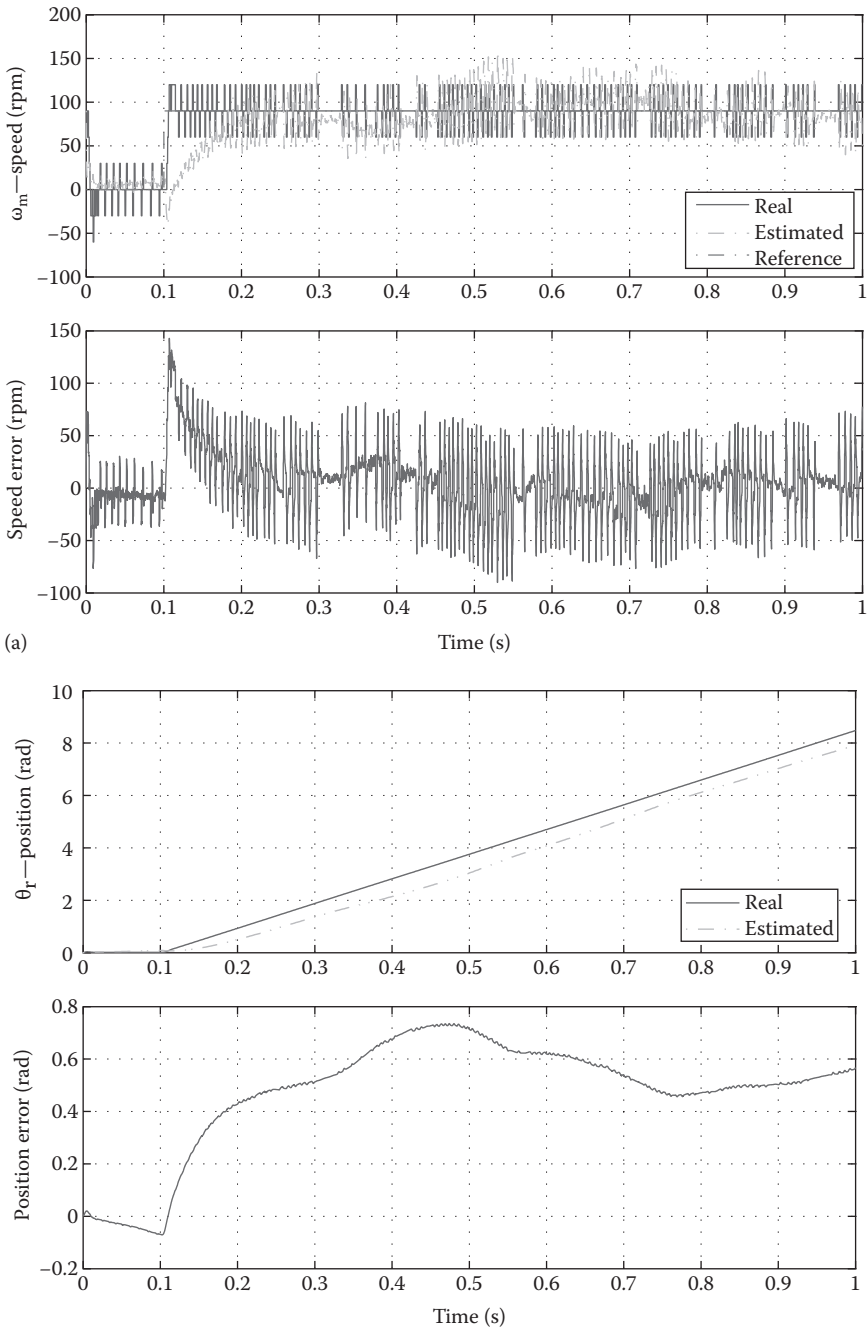 200
150
100
50
0
−50
−100
ωm—speed (rpm)
Real
Estimated
Reference
0 0.1 0.2 0.3 0.4 0.5 0.6 0.7 0.8 0.9 1
150
100
50
0
−50
−100
Speed error (rpm)
0 0.1 0.2 0.3 0.4 0.5 0.6 0.7 0.8 0.9 1
(a) Time (s)
10
8
6
4
2
0
θr—position (rad)
Real
Estimated
0 0.1 0.2 0.3 0.4 0.5 0.6 0.7 0.8 0.9 1
0.8
0.6
0.4
0.2
0
−0.2
Position error (rad)
0 0.1 0.2 0.3 0.4 0.5 0.6 0.7 0.8 0.9 1
Time (s)